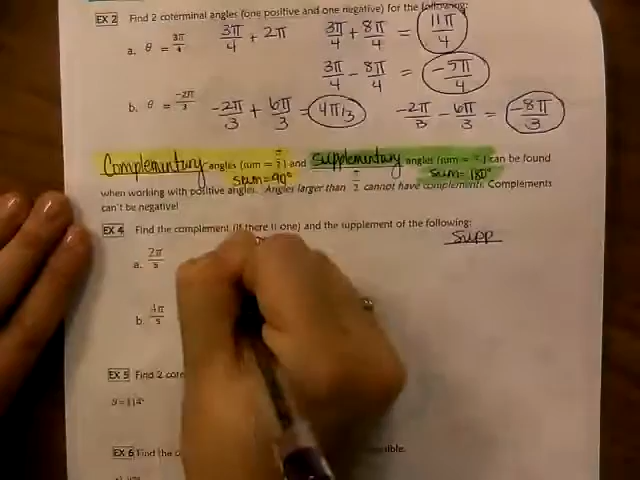 EX 2 Find 2 coterminal angles (one positive and one negative) for the following:
a. θ = 3π/4 3π/4 + 2π 3π/4 + 8π/4 = 11π/4
3π/4 - 8π/4 = -5π/4
b. θ = -2π/3 -2π/3 + 6π/3 = 4π/3 -2π/3 - 6π/3 = -8π/3
Complementary angles (sum = π/2) and supplementary angles (sum = π) can be found
sum=90° sum=180°
when working with positive angles. Angles larger than π/2 cannot have complements. Complements
can't be negative!
EX 4 Find the complement (if there is one) and the supplement of the following:
Supp
a. 2π/5
b. 4π/5
EX 5 Find 2
θ=114°
EX 6 Find the